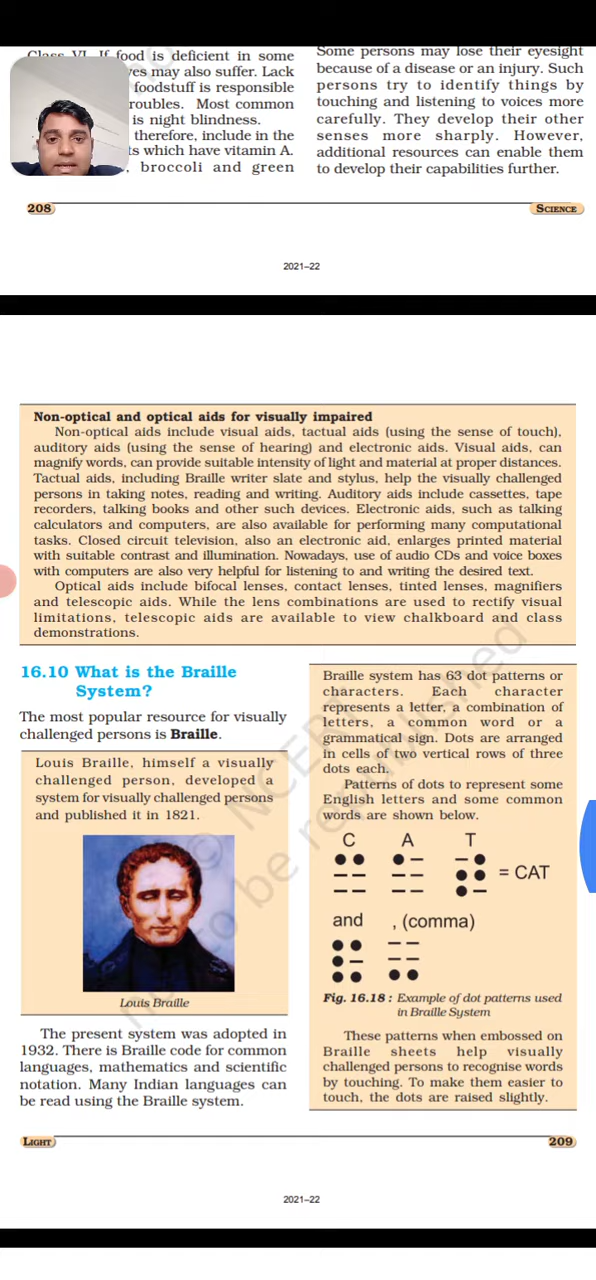 Class VI. If food is deficient in some
yes may also suffer. Lack
foodstuff is responsible
roubles. Most common
is night blindness.
therefore, include in the
ts which have vitamin A.
, broccoli and green
Some persons may lose their eyesight
because of a disease or an injury. Such
persons try to identify things by
touching and listening to voices more
carefully. They develop their other
senses more sharply. However,
additional resources can enable them
to develop their capabilities further.
208
SCIENCE
2021–22
Non-optical and optical aids for visually impaired
Non-optical aids include visual aids, tactual aids (using the sense of touch),
auditory aids (using the sense of hearing) and electronic aids. Visual aids, can
magnify words, can provide suitable intensity of light and material at proper distances.
Tactual aids, including Braille writer slate and stylus, help the visually challenged
persons in taking notes, reading and writing. Auditory aids include cassettes, tape
recorders, talking books and other such devices. Electronic aids, such as talking
calculators and computers, are also available for performing many computational
tasks. Closed circuit television, also an electronic aid, enlarges printed material
with suitable contrast and illumination. Nowadays, use of audio CDs and voice boxes
with computers are also very helpful for listening to and writing the desired text.
Optical aids include bifocal lenses, contact lenses, tinted lenses, magnifiers
and telescopic aids. While the lens combinations are used to rectify visual
limitations, telescopic aids are available to view chalkboard and class
demonstrations.
16.10 What is the Braille
System?
The most popular resource for visually
challenged persons is Braille.
Louis Braille, himself a visually
challenged person, developed a
system for visually challenged persons
and published it in 1821.
Louis Braille
The present system was adopted in
1932. There is Braille code for common
languages, mathematics and scientific
notation. Many Indian languages can
be read using the Braille system.
Braille system has 63 dot patterns or
characters. Each character
represents a letter, a combination of
letters, a common word or a
grammatical sign. Dots are arranged
in cells of two vertical rows of three
dots each.
Patterns of dots to represent some
English letters and some common
words are shown below.
C A T
= CAT
and , (comma)
Fig. 16.18 : Example of dot patterns used
in Braille System
These patterns when embossed on
Braille sheets help visually
challenged persons to recognise words
by touching. To make them easier to
touch, the dots are raised slightly.
LIGHT
209
2021–22
© NCERT
not to be republished